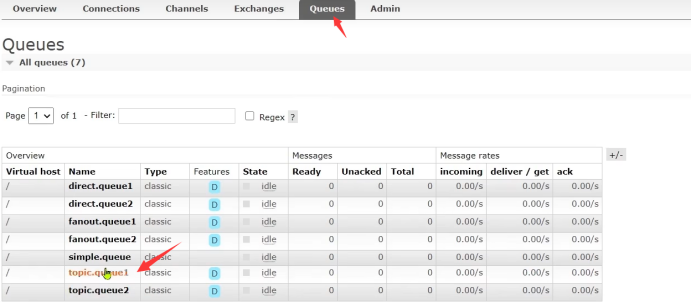 Overview Connections Channels Exchanges Queues Admin
Queues
All queues (7)
Pagination
Page 1 of 1 - Filter: Regex ?
Overview Messages Message rates +/-
Virtual host Name Type Features State Ready Unacked Total incoming deliver / get ack
/ direct.queue1 classic D idle 0 0 0 0.00/s 0.00/s 0.00/s
/ direct.queue2 classic D idle 0 0 0 0.00/s 0.00/s 0.00/s
/ fanout.queue1 classic D idle 0 0 0 0.00/s 0.00/s 0.00/s
/ fanout.queue2 classic D idle 0 0 0 0.00/s 0.00/s 0.00/s
/ simple.queue classic idle 0 0 0 0.00/s 0.00/s 0.00/s
/ topic.queue1 classic D idle 0 0 0 0.00/s 0.00/s 0.00/s
/ topic.queue2 classic D idle 0 0 0 0.00/s 0.00/s 0.00/s